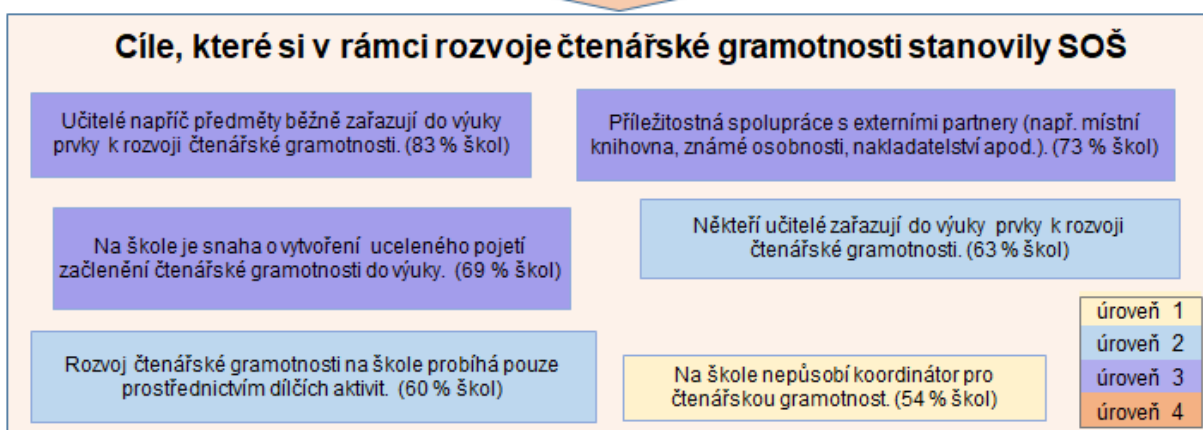 Cíle, které si v rámci rozvoje čtenářské gramotnosti stanovily SOŠ
Učitelé napříč předměty běžně zařazují do výuky
prvky k rozvoji čtenářské gramotnosti. (83 % škol)
Příležitostná spolupráce s externími partnery (např. místní
knihovna, známé osobnosti, nakladatelství apod.). (73 % škol)
Na škole je snaha o vytvoření uceleného pojetí
začlenění čtenářské gramotnosti do výuky. (69 % škol)
Někteří učitelé zařazují do výuky prvky k rozvoji
čtenářské gramotnosti. (63 % škol)
Rozvoj čtenářské gramotnosti na škole probíhá pouze
prostřednictvím dílčích aktivit. (60 % škol)
Na škole nepůsobí koordinátor pro
čtenářskou gramotnost. (54 % škol)
úroveň 1
úroveň 2
úroveň 3
úroveň 4